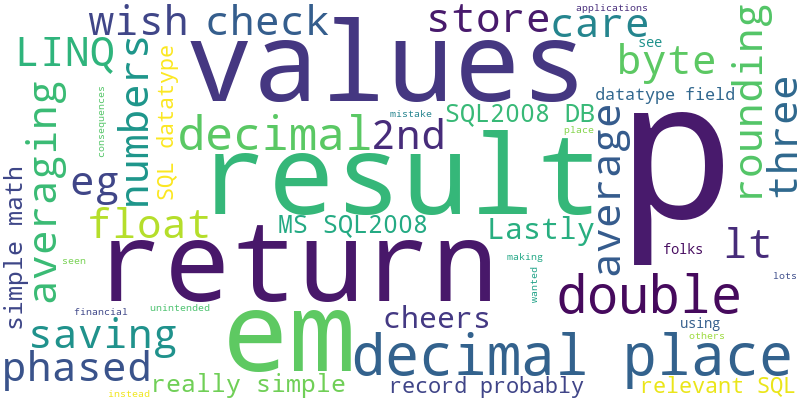 wish check
store
applications
care
see
LINQ
values
byte
rounding
numbers
SQL datatype
consequences
averaging
decimal
2nd
mistake
SQL2008 DB
place
datatype field
average
p
three
eg
result
simple math
float
MS SQL2008
Lastly
return
lt
folks
making
wanted
lots
seen
unintended
financial
em
cheers
double
using
others
saving
phased
decimal
place
really simple
record probably
relevant SQL
instead